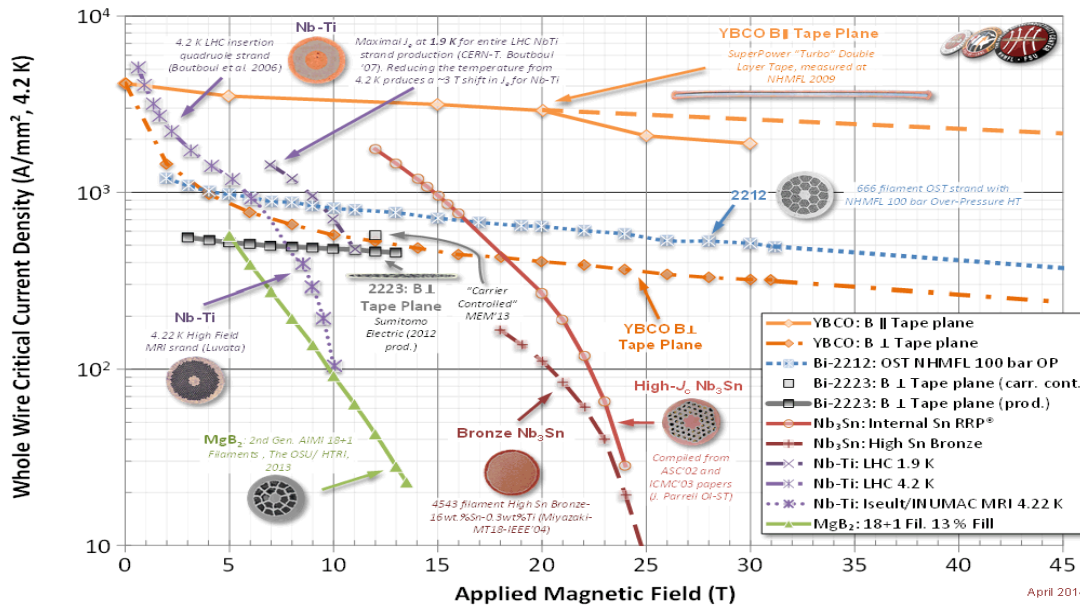 Whole Wire Critical Current Density (A/mm², 4.2 K)
10⁴
10³
10²
10
0
5
10
15
20
25
30
35
40
45
Applied Magnetic Field (T)
4.2 K LHC insertion
quadruole strand
(Boutboul et al. 2006)
Nb-Ti
Maximal Jc at 1.9 K for entire LHC NbTi
strand production (CERN-T. Boutboul
'07). Reducing the temperature from
4.2 K prduces a ~3 T shift in Jc for Nb-Ti
YBCO B∥ Tape Plane
SuperPower "Turbo" Double
Layer Tape, measured at
NHMFL 2009
FSU
2212
666 filament OST strand with
NHMFL 100 bar Over-Pressure HT
2223: B⊥
Tape Plane
Sumitomo
Electric (2012
prod.)
"Carrier
Controlled"
MEM'13
YBCO B⊥
Tape Plane
Nb-Ti
4.22 K High Field
MRI srand (Luvata)
MgB₂: 2nd Gen. AIMI 18+1
Filaments , The OSU/ HTRI,
2013
Bronze Nb₃Sn
4543 filament High Sn Bronze-
16wt.%Sn-0.3wt%Ti (Miyazaki-
MT18-IEEE'04)
High-Jc Nb₃Sn
Compiled from
ASC'02 and
ICMC'03 papers
(J. Parrell OI-ST)
YBCO: B ∥ Tape plane
YBCO: B ⊥ Tape plane
Bi-2212: OST NHMFL 100 bar OP
Bi-2223: B ⊥ Tape plane (carr. cont.)
Bi-2223: B ⊥ Tape plane (prod.)
Nb₃Sn: Internal Sn RRP®
Nb₃Sn: High Sn Bronze
Nb-Ti: LHC 1.9 K
Nb-Ti: LHC 4.2 K
Nb-Ti: Iseult/INUMAC MRI 4.22 K
MgB₂: 18+1 Fil. 13 % Fill
April